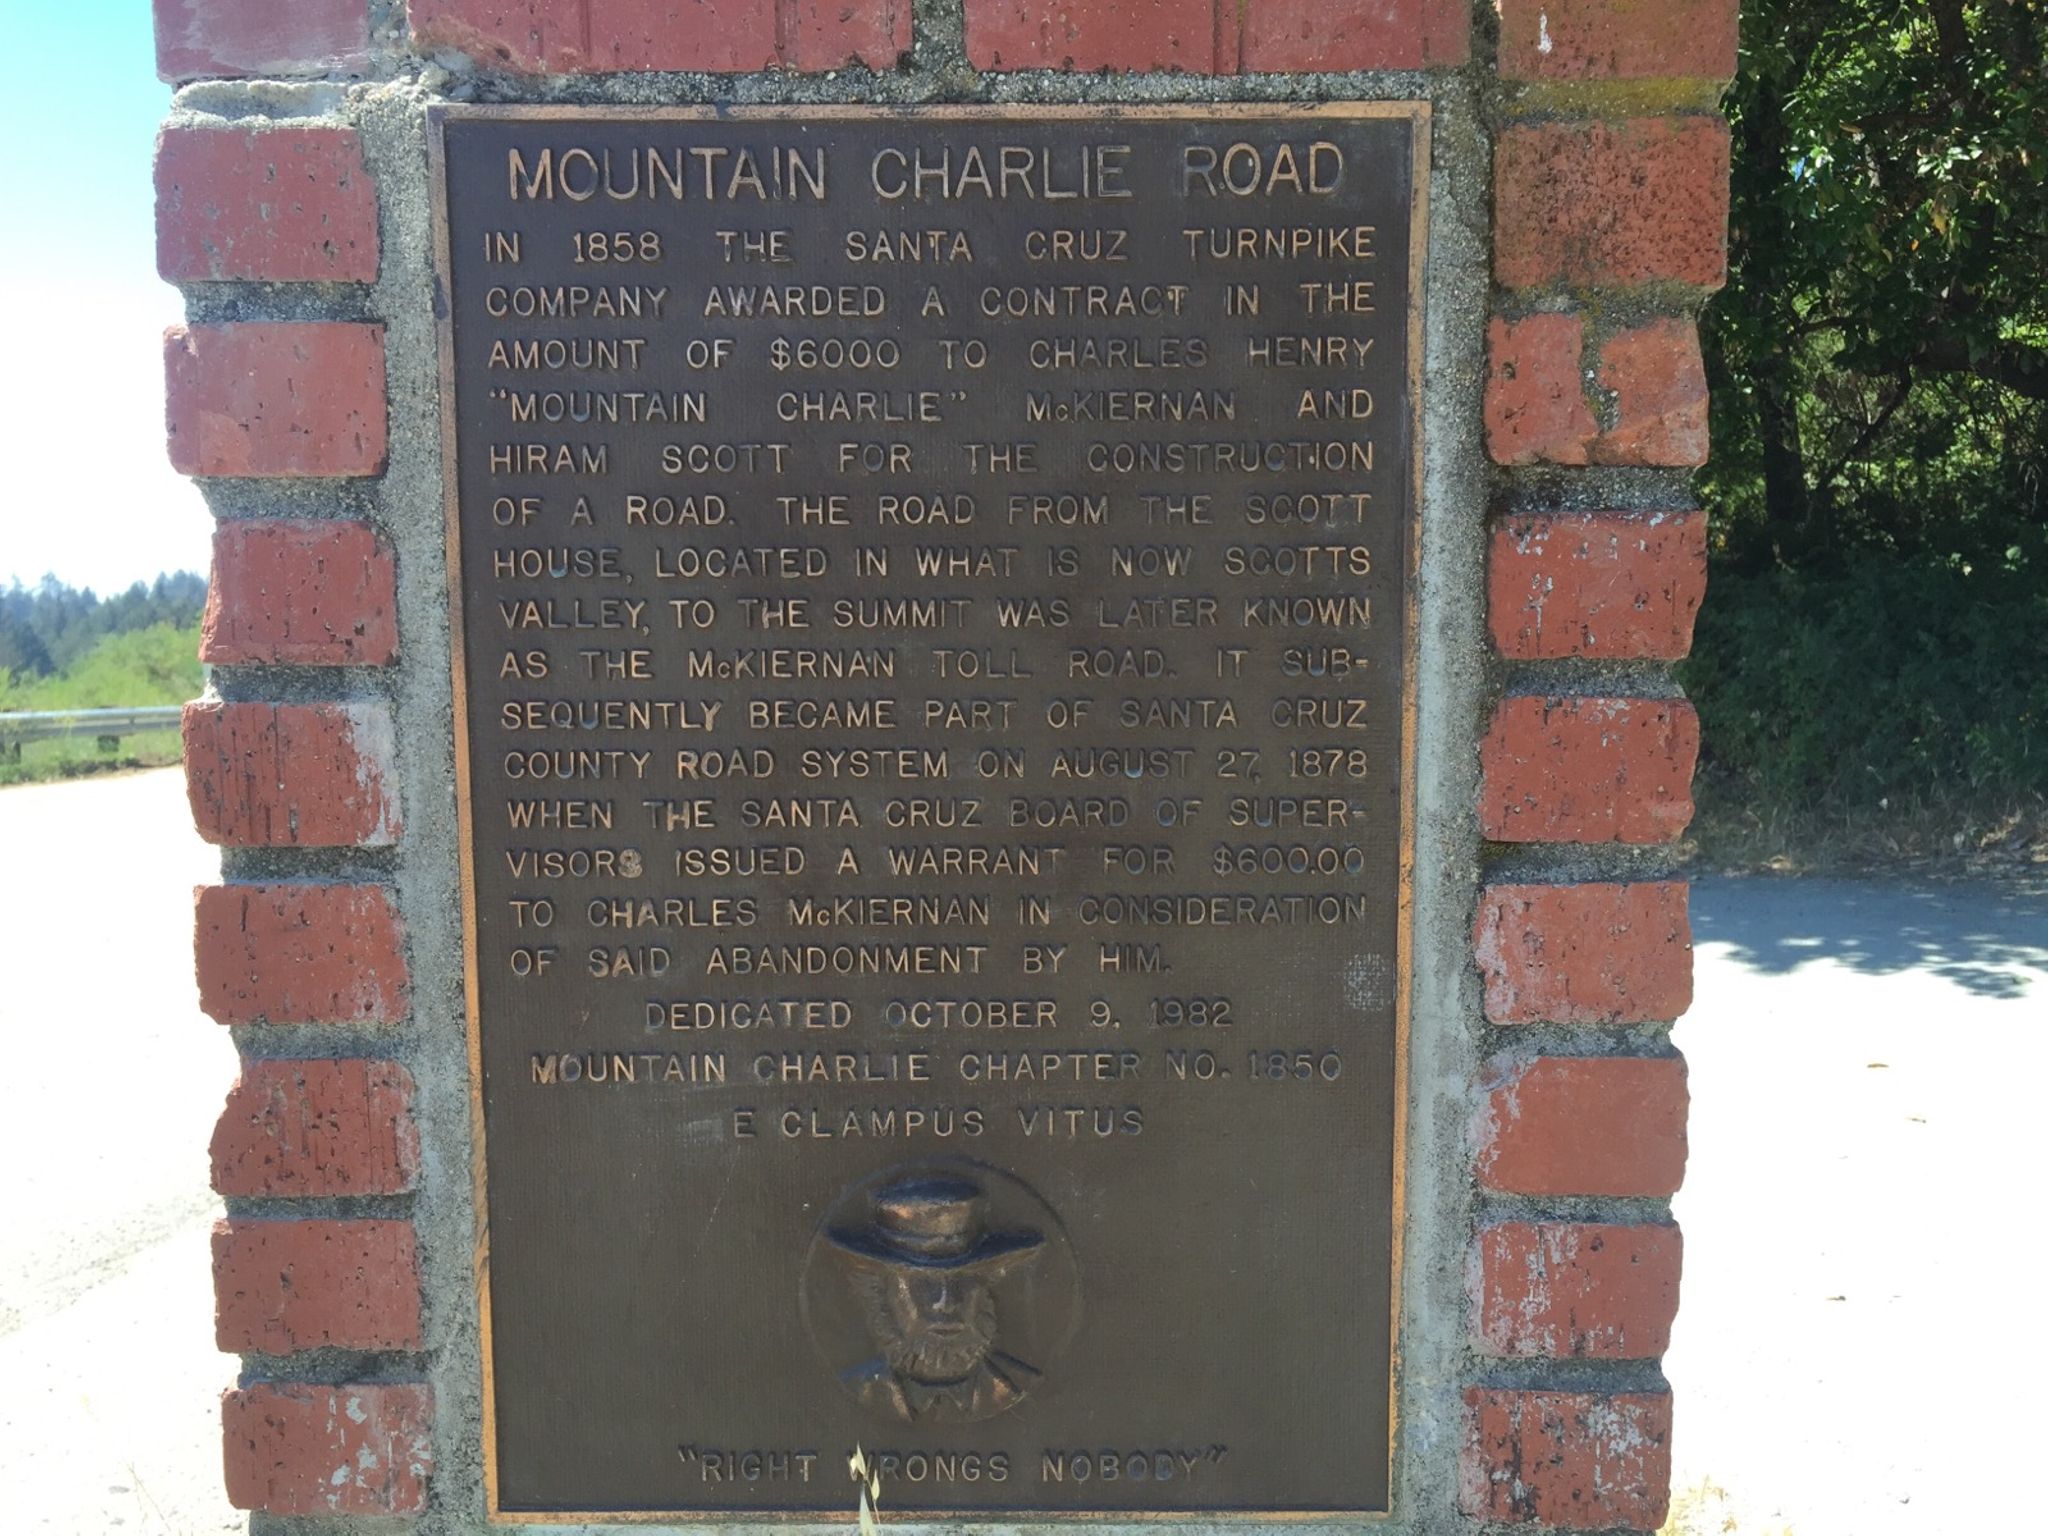 MOUNTAIN CHARLIE ROAD
IN 1858 THE SANTA CRUZ TURNPIKE
COMPANY AWARDED A CONTRACT IN THE
AMOUNT OF $6000 TO CHARLES HENRY
"MOUNTAIN CHARLIE" McKIERNAN AND
HIRAM SCOTT FOR THE CONSTRUCTION
OF A ROAD. THE ROAD FROM THE SCOTT
HOUSE, LOCATED IN WHAT IS NOW SCOTTS
VALLEY, TO THE SUMMIT WAS LATER KNOWN
AS THE McKIERNAN TOLL ROAD. IT SUB-
SEQUENTLY BECAME PART OF SANTA CRUZ
COUNTY ROAD SYSTEM ON AUGUST 27, 1878
WHEN THE SANTA CRUZ BOARD OF SUPER-
VISORS ISSUED A WARRANT FOR $600.00
TO CHARLES McKIERNAN IN CONSIDERATION
OF SAID ABANDONMENT BY HIM.
DEDICATED OCTOBER 9, 1982
MOUNTAIN CHARLIE CHAPTER NO. 1850
E CLAMPUS VITUS
"RIGHT WRONGS NOBODY"